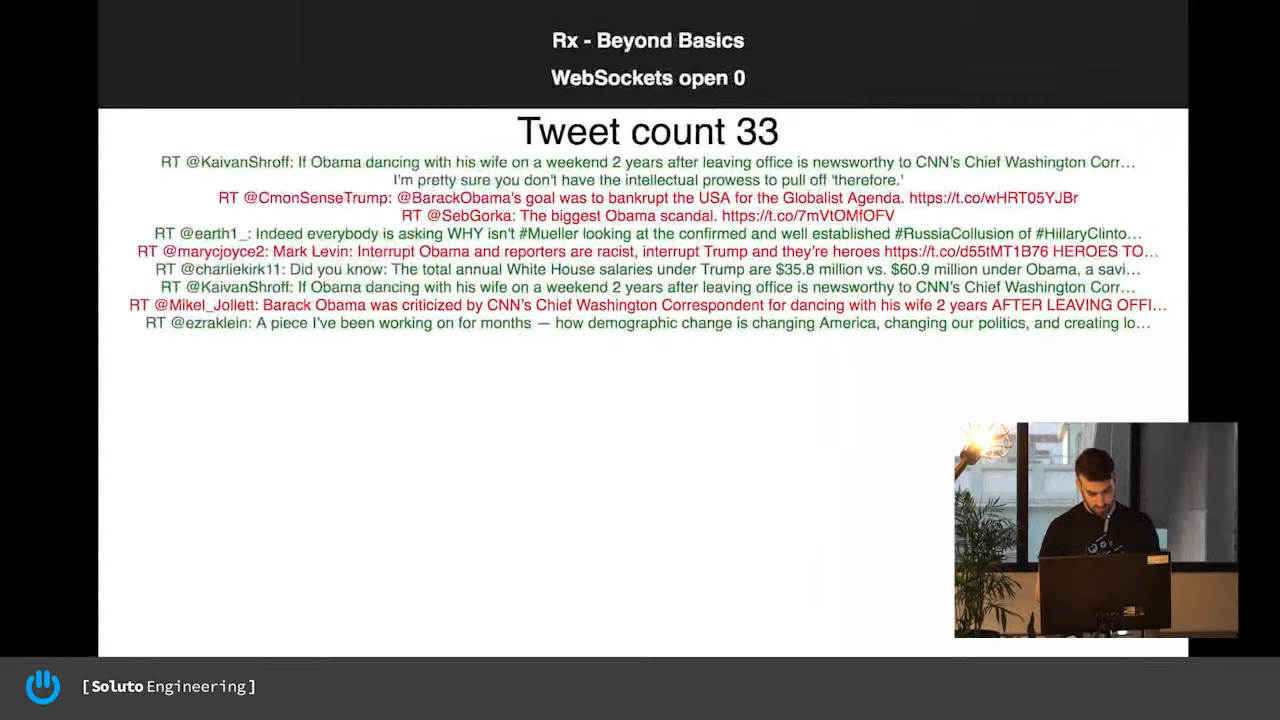 Rx - Beyond Basics
WebSockets open 0
Tweet count 33
RT @KaivanShroff: If Obama dancing with his wife on a weekend 2 years after leaving office is newsworthy to CNN's Chief Washington Corr…
I'm pretty sure you don't have the intellectual prowess to pull off 'therefore.'
RT @CmonSenseTrump: @BarackObama's goal was to bankrupt the USA for the Globalist Agenda. https://t.co/wHRT05YJBr
RT @SebGorka: The biggest Obama scandal. https://t.co/7mVtOMfOFV
RT @earth1_: Indeed everybody is asking WHY isn't #Mueller looking at the confirmed and well established #RussiaCollusion of #HillaryClinto…
RT @marycjoyce2: Mark Levin: Interrupt Obama and reporters are racist, interrupt Trump and they're heroes https://t.co/d55tMT1B76 HEROES TO…
RT @charliekirk11: Did you know: The total annual White House salaries under Trump are $35.8 million vs. $60.9 million under Obama, a savi…
RT @KaivanShroff: If Obama dancing with his wife on a weekend 2 years after leaving office is newsworthy to CNN's Chief Washington Corr…
RT @Mikel_Jollett: Barack Obama was criticized by CNN's Chief Washington Correspondent for dancing with his wife 2 years AFTER LEAVING OFFI…
RT @ezraklein: A piece I've been working on for months — how demographic change is changing America, changing our politics, and creating lo…
[Soluto Engineering]